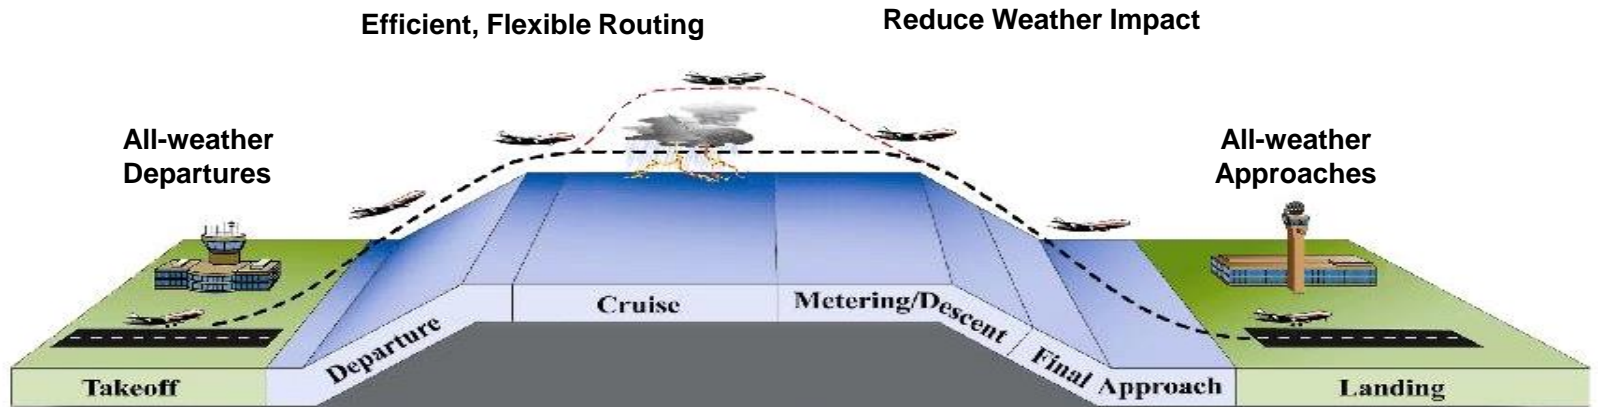 Efficient, Flexible Routing
Reduce Weather Impact
All-weather
Departures
All-weather
Approaches
Takeoff
Departure
Cruise
Metering/Descent
Final Approach
Landing